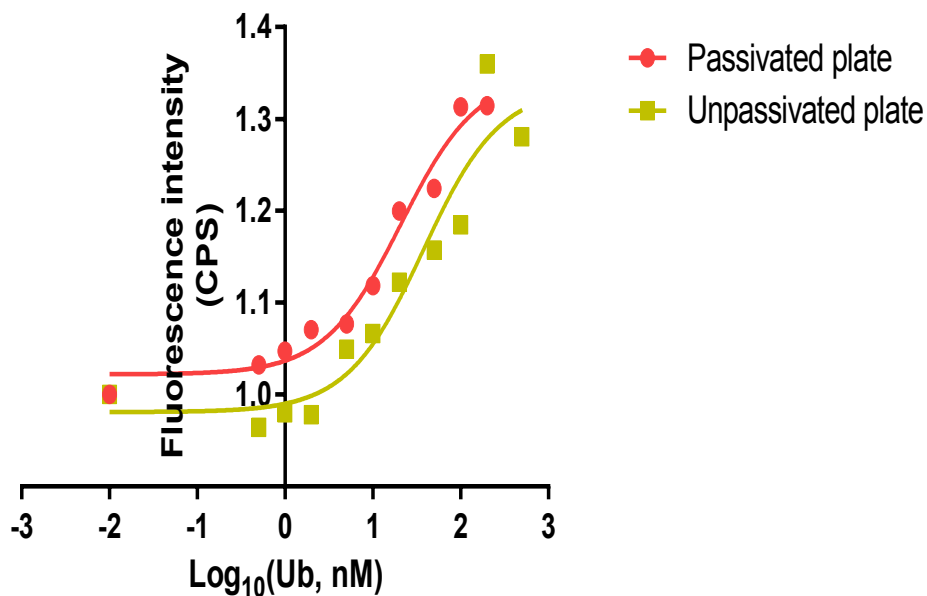 1.4
1.3
1.2
1.1
1.0
Fluorescence intensity
(CPS)
-3 -2 -1 0 1 2 3
Log10(Ub, nM)
Passivated plate
Unpassivated plate